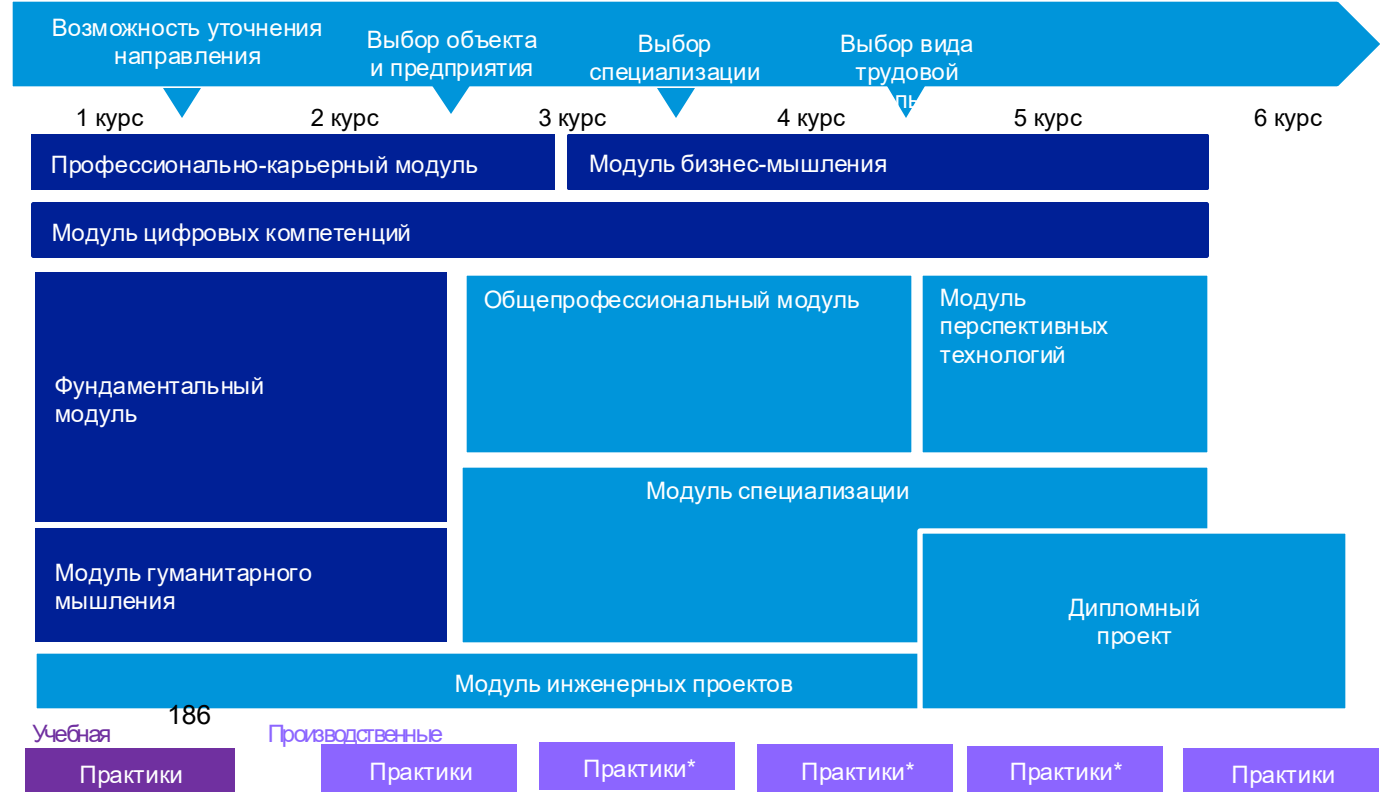 Возможность уточнения
направления
Выбор объекта
и предприятия
Выбор
специализации
Выбор вида
трудовой
1 курс
2 курс
3 курс
4 курс
5 курс
6 курс
Профессионально-карьерный модуль
Модуль бизнес-мышления
Модуль цифровых компетенций
Фундаментальный
модуль
Общепрофессиональный модуль
Модуль
перспективных
технологий
Модуль специализации
Модуль гуманитарного
мышления
Дипломный
проект
Модуль инженерных проектов
186
Учебная
Производственные
Практики
Практики
Практики*
Практики*
Практики*
Практики